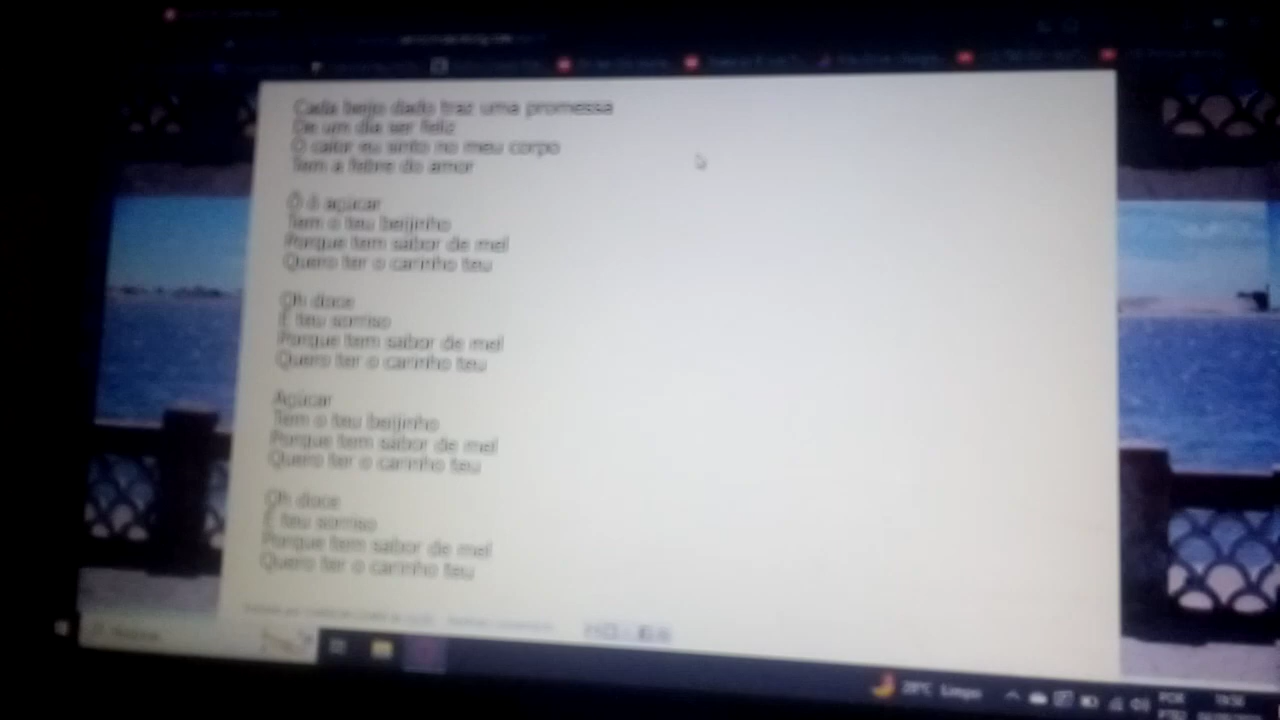 Cada beijo dado traz uma promessa
De um dia ser feliz
O calor eu sinto no meu corpo
Tem a febre do amor
Ô ô açúcar
Tem o teu beijinho
Porque tem sabor de mel
Quero ter o carinho teu
Oh doce
É teu sorriso
Porque tem sabor de mel
Quero ter o carinho teu
Açúcar
Tem o teu beijinho
Porque tem sabor de mel
Quero ter o carinho teu
Oh doce
É teu sorriso
Porque tem sabor de mel
Quero ter o carinho teu
28°C Limpo
POR